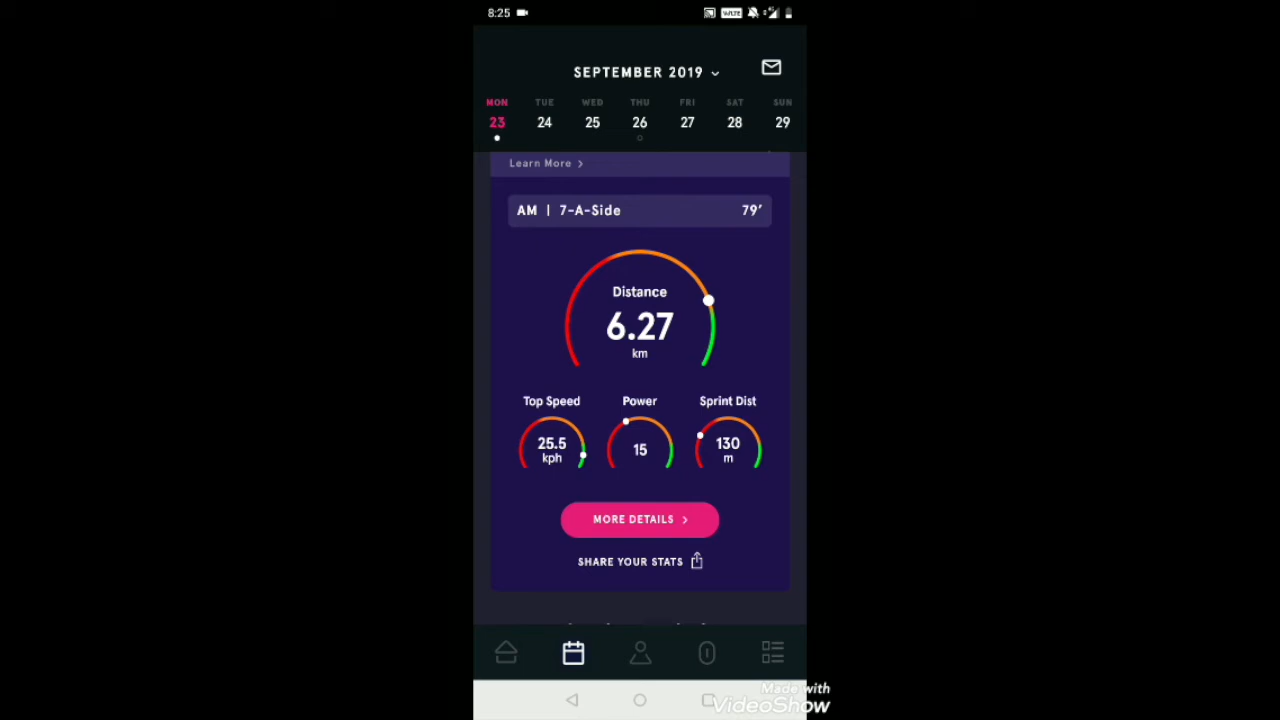 8:25
VoLTE
4G
SEPTEMBER 2019
MON TUE WED THU FRI SAT SUN
23 24 25 26 27 28 29
Learn More >
AM | 7-A-Side 79′
Distance
6.27
km
Top Speed Power Sprint Dist
25.5 15 130
kph m
MORE DETAILS >
SHARE YOUR STATS
Made with
VideoShow